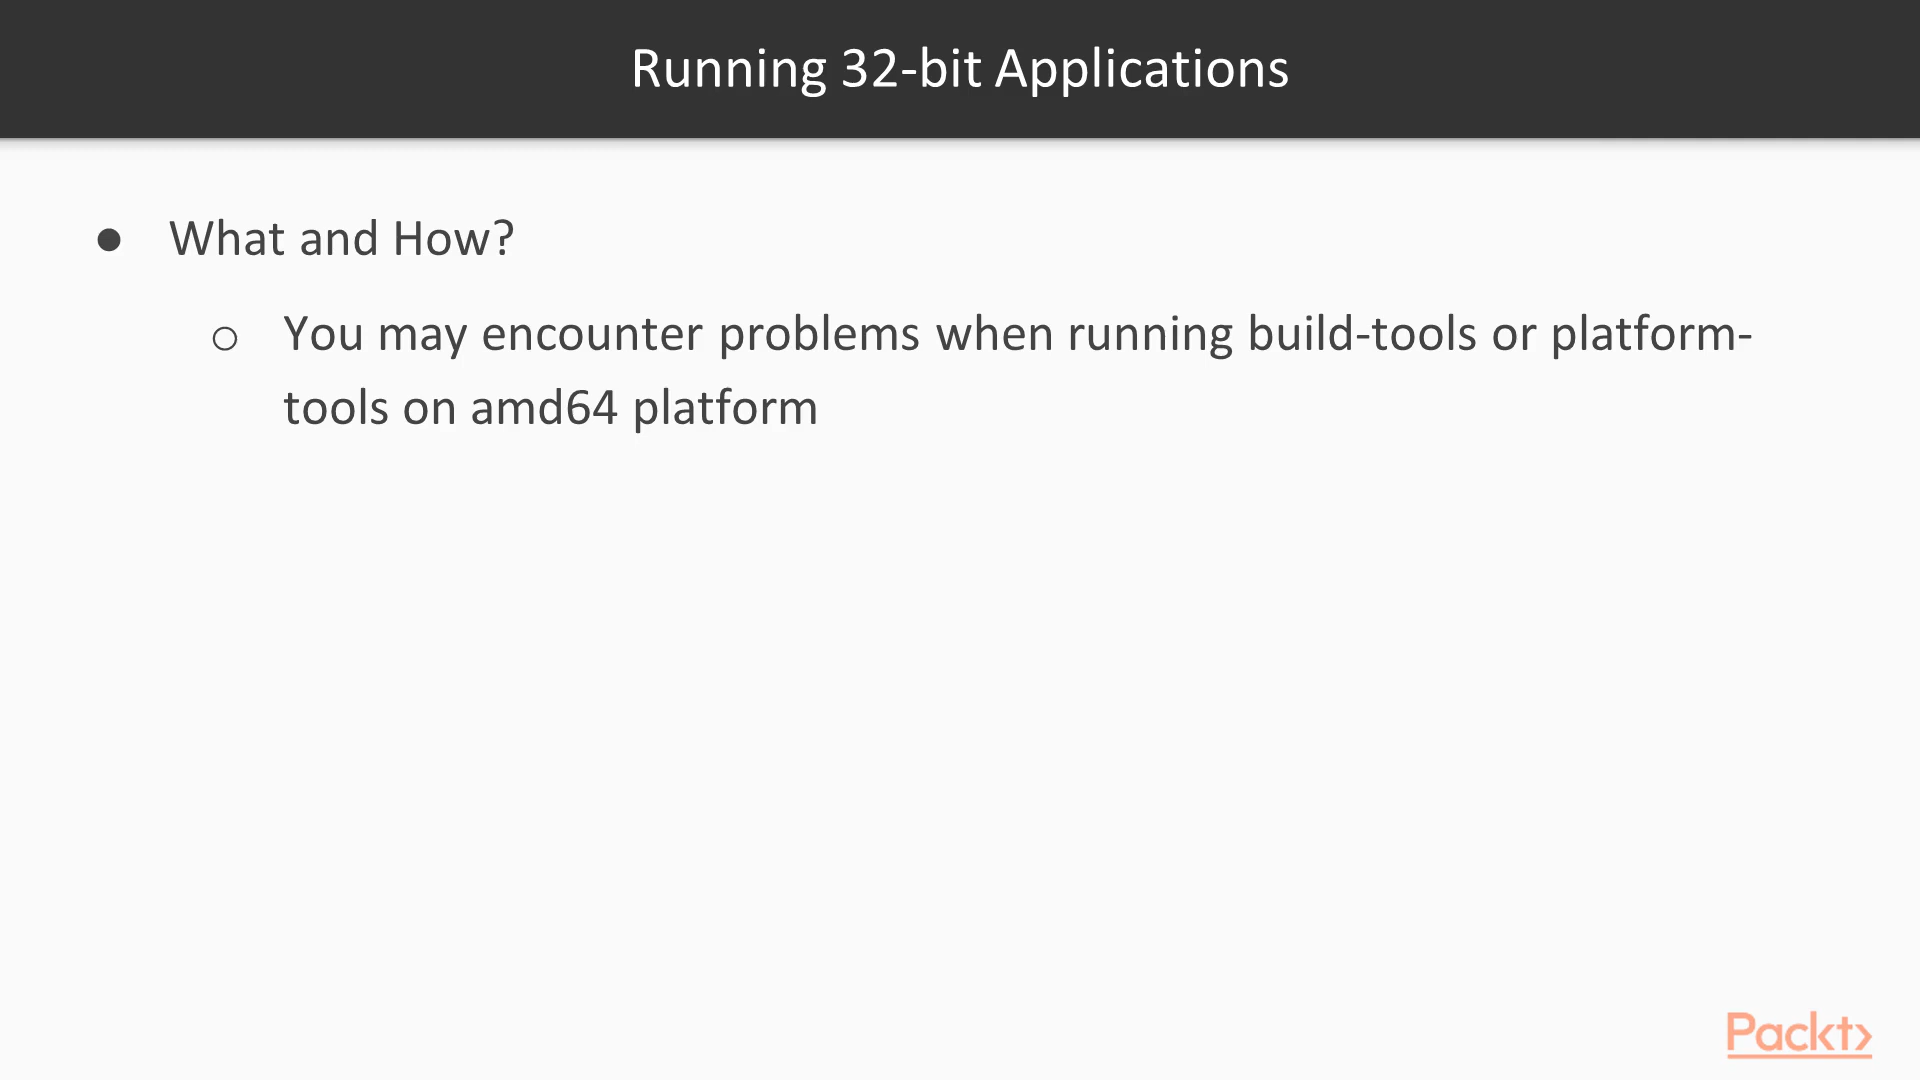 Running 32-bit Applications
● What and How?
○ You may encounter problems when running build-tools or platform-
tools on amd64 platform
Packt>